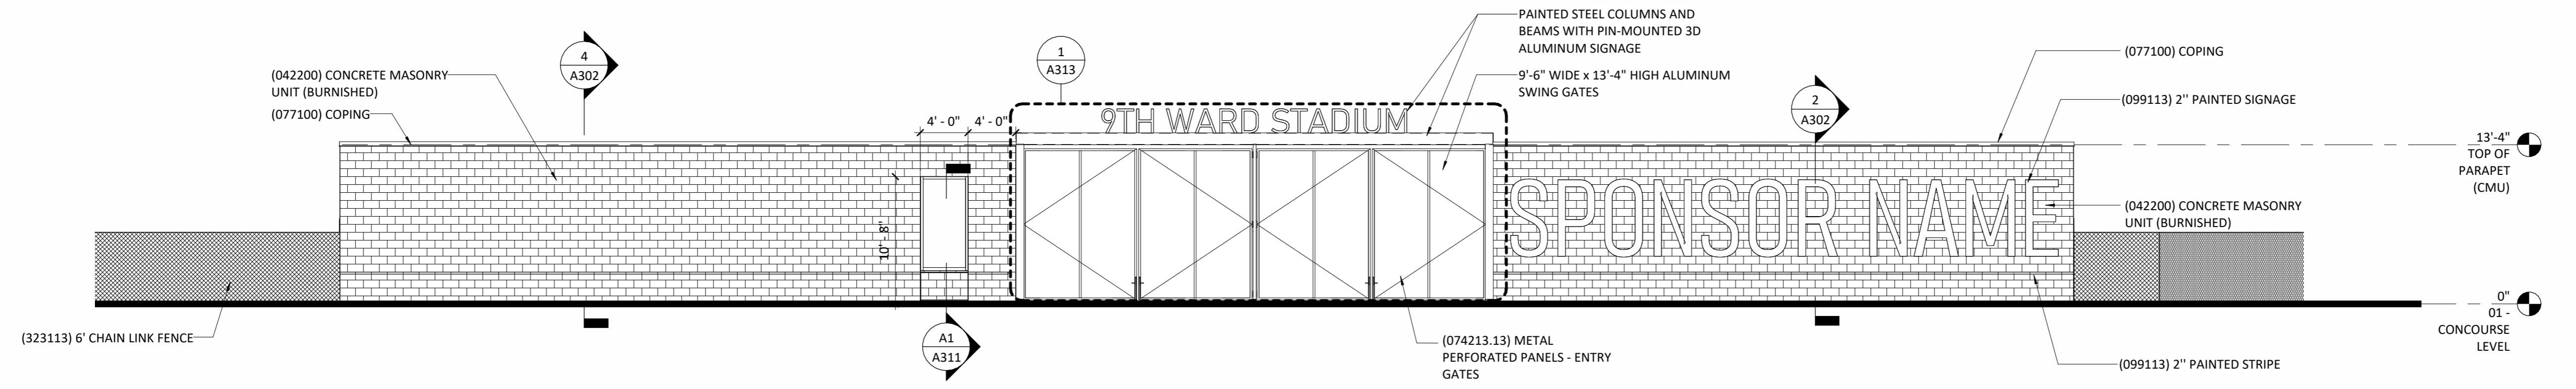 PAINTED STEEL COLUMNS AND
BEAMS WITH PIN-MOUNTED 3D
ALUMINUM SIGNAGE
4
A302
1
A313
(077100) COPING
(042200) CONCRETE MASONRY
UNIT (BURNISHED)
9'-6" WIDE x 13'-4" HIGH ALUMINUM
SWING GATES
2
A302
(099113) 2'' PAINTED SIGNAGE
(077100) COPING
4' - 0"
4' - 0"
9TH WARD STADIUM
13'-4"
TOP OF
PARAPET
(CMU)
SPONSOR NAME
(042200) CONCRETE MASONRY
UNIT (BURNISHED)
10' - 8"
0"
01 -
CONCOURSE
LEVEL
(323113) 6' CHAIN LINK FENCE
A1
A311
(074213.13) METAL
PERFORATED PANELS - ENTRY
GATES
(099113) 2'' PAINTED STRIPE